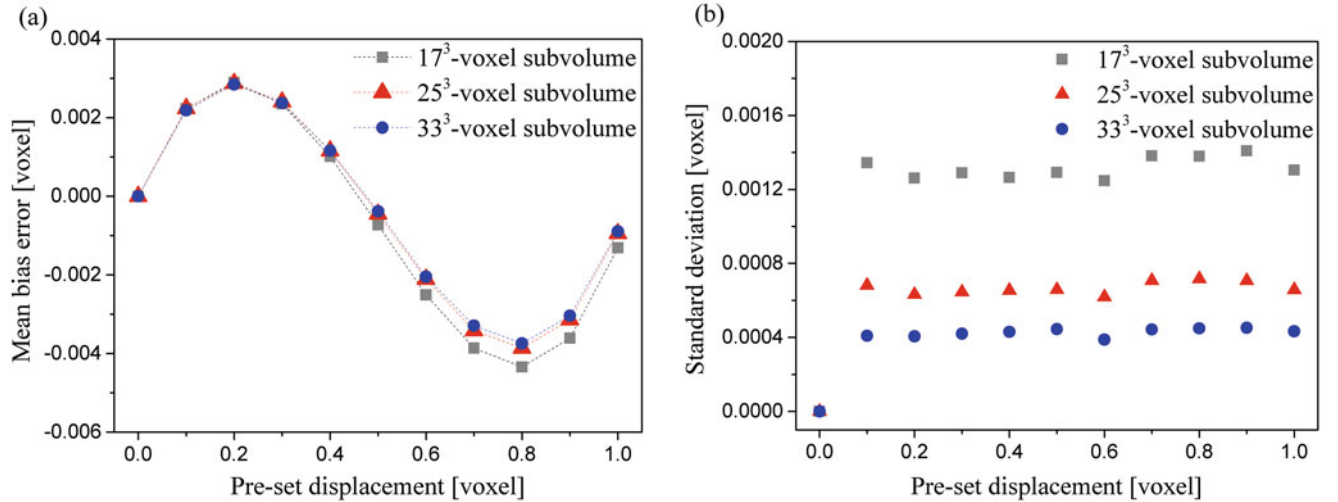 (a)
0.004
0.002
0.000
-0.002
-0.004
-0.006
Mean bias error [voxel]
17³-voxel subvolume
25³-voxel subvolume
33³-voxel subvolume
0.0 0.2 0.4 0.6 0.8 1.0
Pre-set displacement [voxel]
(b)
0.0020
0.0016
0.0012
0.0008
0.0004
0.0000
Standard deviation [voxel]
17³-voxel subvolume
25³-voxel subvolume
33³-voxel subvolume
0.0 0.2 0.4 0.6 0.8 1.0
Pre-set displacement [voxel]